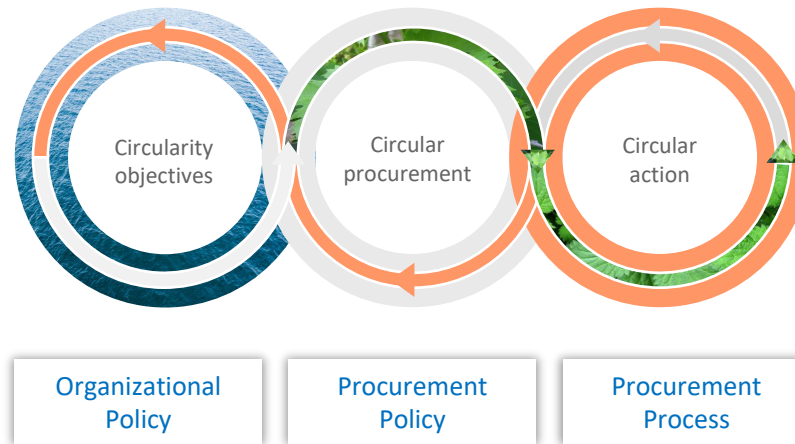 Circularity
objectives
Circular
procurement
Circular
action
Organizational
Policy
Procurement
Policy
Procurement
Process